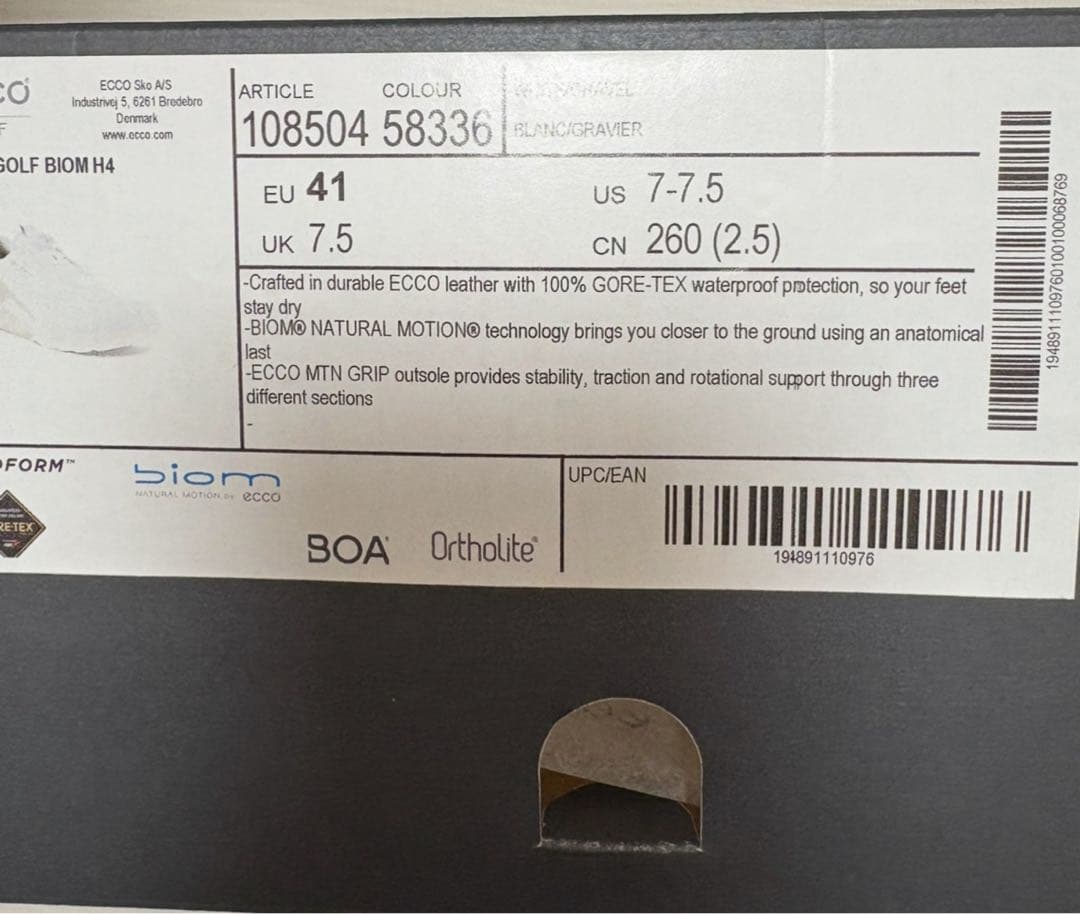 ECCO Sko A/S
Industrivej 5, 6261 Bredebro
Denmark
www.ecco.com
GOLF BIOM H4
ARTICLE COLOUR
108504 58336
BLANC/GRAVIER
EU 41
US 7-7.5
UK 7.5
CN 260 (2.5)
-Crafted in durable ECCO leather with 100% GORE-TEX waterproof protection, so your feet
stay dry
-BIOM® NATURAL MOTION® technology brings you closer to the ground using an anatomical
last
-ECCO MTN GRIP outsole provides stability, traction and rotational support through three
different sections
-
1948911109760100100068769
OFORM™
biom
NATURAL MOTION BY ecco
RE-TEX
BOA
Ortholite®
UPC/EAN
194891110976